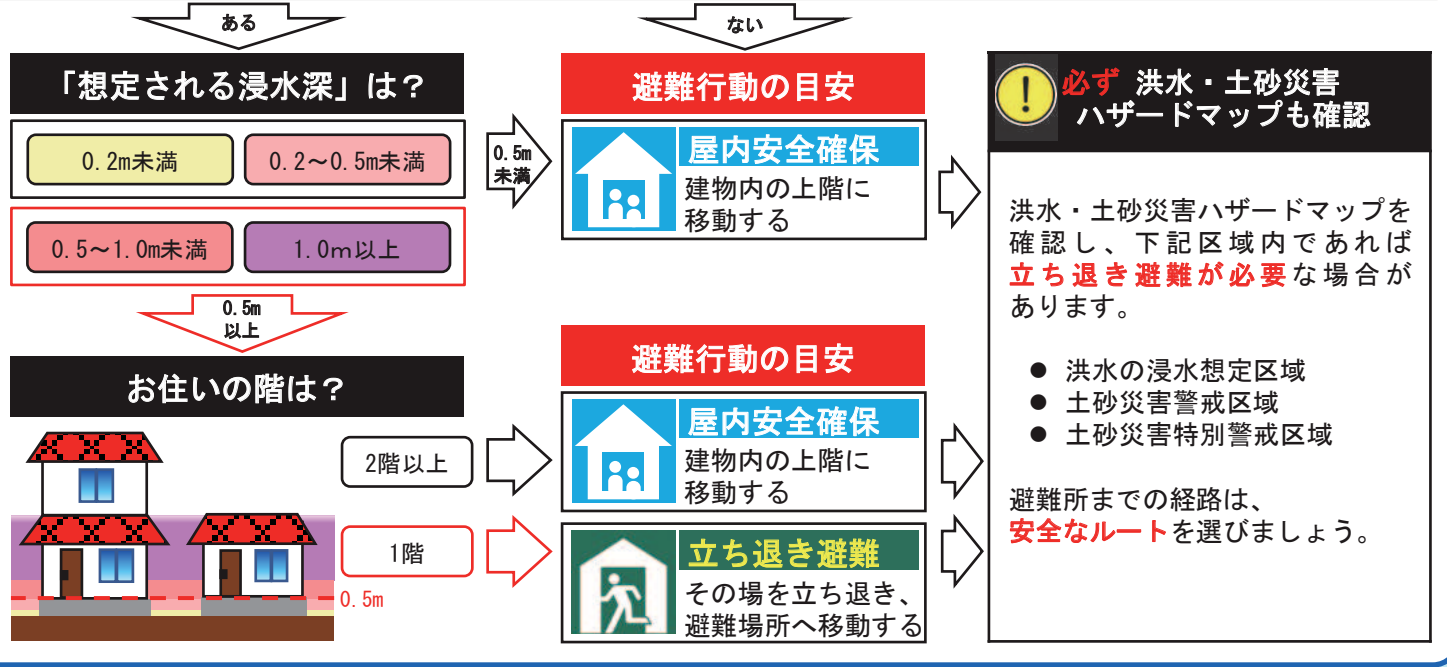 ある
ない
「想定される浸水深」は？
0.2m未満
0.2～0.5m未満
0.5～1.0m未満
1.0ｍ以上
0.5m
未満
避難行動の目安
屋内安全確保
建物内の上階に
移動する
0.5m
以上
お住いの階は？
2階以上
1階
0.5m
避難行動の目安
屋内安全確保
建物内の上階に
移動する
立ち退き避難
その場を立ち退き、
避難場所へ移動する
!
必ず 洪水・土砂災害
ハザードマップも確認
洪水・土砂災害ハザードマップを
確認し、下記区域内であれば
立ち退き避難が必要な場合が
あります。
● 洪水の浸水想定区域
● 土砂災害警戒区域
● 土砂災害特別警戒区域
避難所までの経路は、
安全なルートを選びましょう。